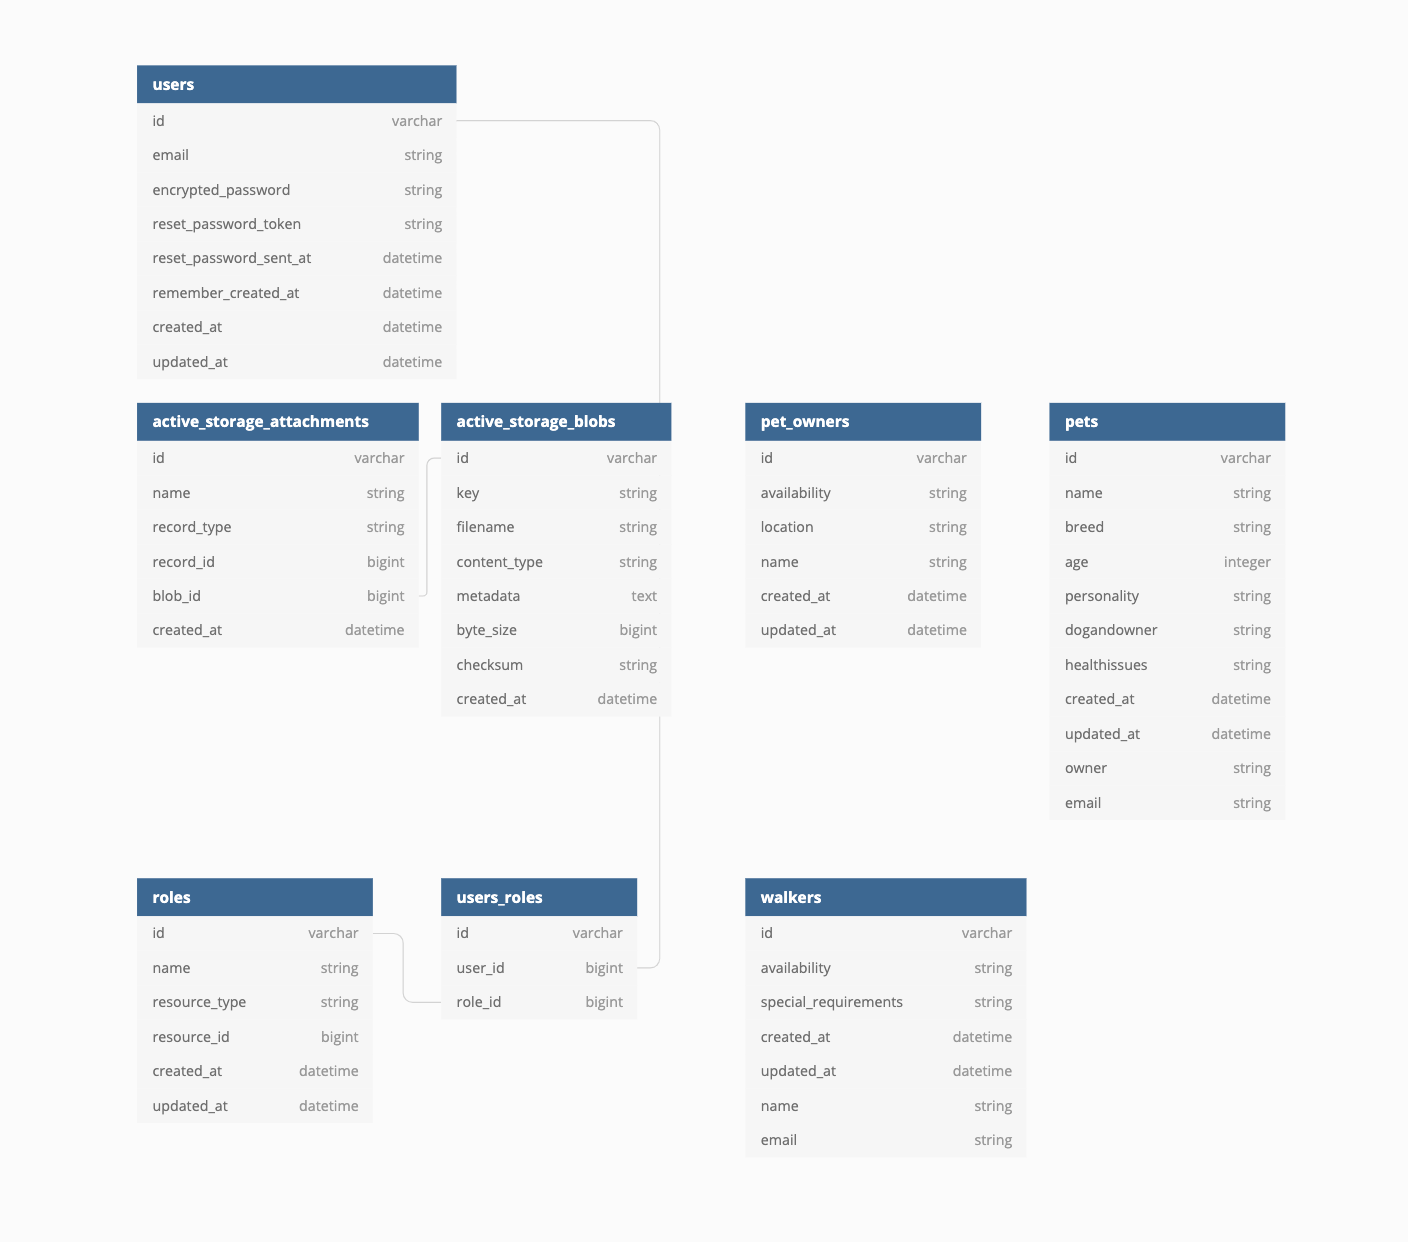 users
id varchar
email string
encrypted_password string
reset_password_token string
reset_password_sent_at datetime
remember_created_at datetime
created_at datetime
updated_at datetime
active_storage_attachments
id varchar
name string
record_type string
record_id bigint
blob_id bigint
created_at datetime
active_storage_blobs
id varchar
key string
filename string
content_type string
metadata text
byte_size bigint
checksum string
created_at datetime
pet_owners
id varchar
availability string
location string
name string
created_at datetime
updated_at datetime
pets
id varchar
name string
breed string
age integer
personality string
dogandowner string
healthissues string
created_at datetime
updated_at datetime
owner string
email string
roles
id varchar
name string
resource_type string
resource_id bigint
created_at datetime
updated_at datetime
users_roles
id varchar
user_id bigint
role_id bigint
walkers
id varchar
availability string
special_requirements string
created_at datetime
updated_at datetime
name string
email string